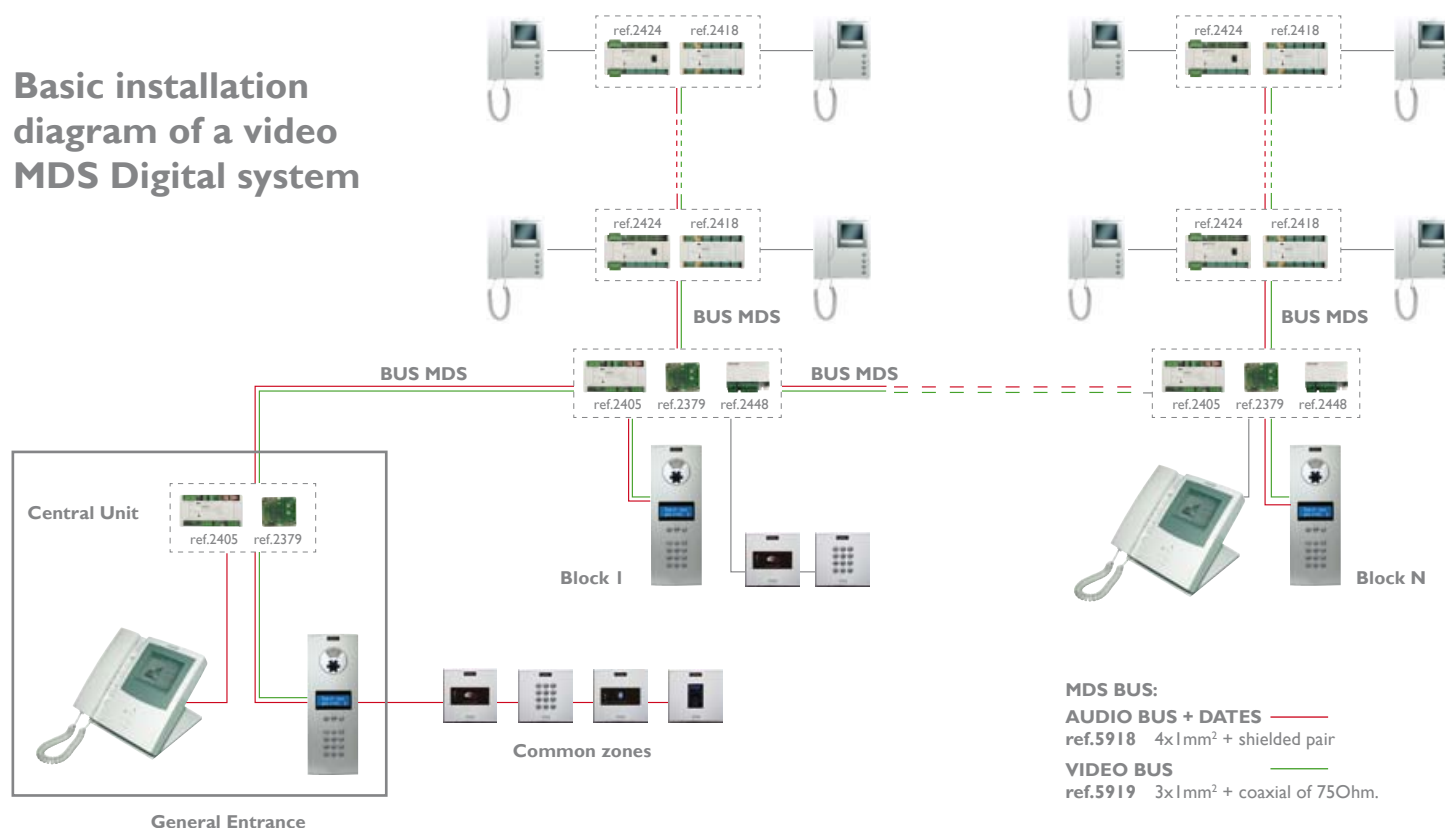 Basic installation
diagram of a video
MDS Digital system
ref.2424 ref.2418
ref.2424 ref.2418
ref.2424 ref.2418
ref.2424 ref.2418
BUS MDS
BUS MDS
BUS MDS
BUS MDS
ref.2405 ref.2379 ref.2448
ref.2405 ref.2379 ref.2448
Central Unit
ref.2405 ref.2379
Block 1
Block N
Common zones
General Entrance
MDS BUS:
AUDIO BUS + DATES
ref.5918 4x1mm² + shielded pair
VIDEO BUS
ref.5919 3x1mm² + coaxial of 75Ohm.